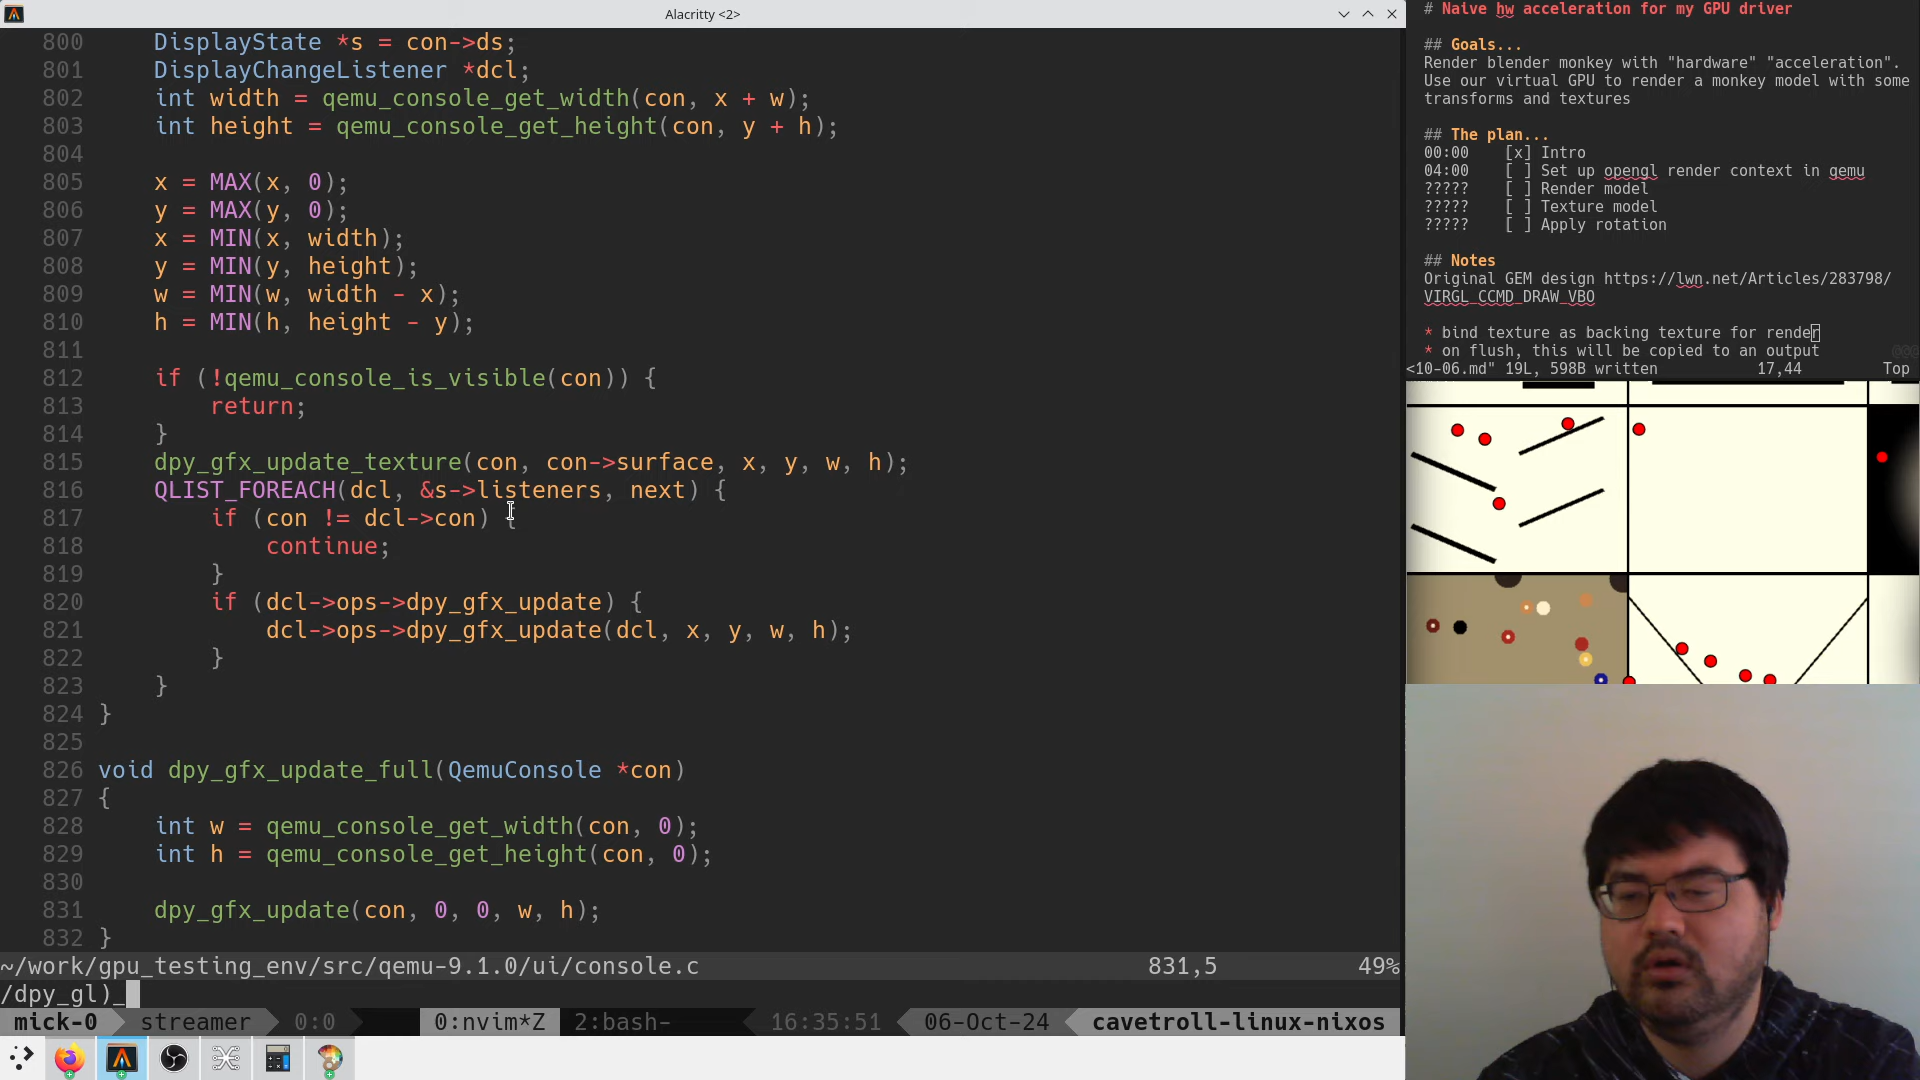 Alacritty <2>
800 DisplayState *s = con->ds;
801 DisplayChangeListener *dcl;
802 int width = qemu_console_get_width(con, x + w);
803 int height = qemu_console_get_height(con, y + h);
804
805 x = MAX(x, 0);
806 y = MAX(y, 0);
807 x = MIN(x, width);
808 y = MIN(y, height);
809 w = MIN(w, width - x);
810 h = MIN(h, height - y);
811
812 if (!qemu_console_is_visible(con)) {
813 return;
814 }
815 dpy_gfx_update_texture(con, con->surface, x, y, w, h);
816 QLIST_FOREACH(dcl, &s->listeners, next) {
817 if (con != dcl->con) {
818 continue;
819 }
820 if (dcl->ops->dpy_gfx_update) {
821 dcl->ops->dpy_gfx_update(dcl, x, y, w, h);
822 }
823 }
824 }
825
826 void dpy_gfx_update_full(QemuConsole *con)
827 {
828 int w = qemu_console_get_width(con, 0);
829 int h = qemu_console_get_height(con, 0);
830
831 dpy_gfx_update(con, 0, 0, w, h);
832 }
~/work/gpu_testing_env/src/qemu-9.1.0/ui/console.c 831,5 49%
/dpy_gl)_
mick-0 streamer 0:0 0:nvim*Z 2:bash- 16:35:51 06-Oct-24 cavetroll-linux-nixos
# Naive hw acceleration for my GPU driver
## Goals...
Render blender monkey with "hardware" "acceleration".
Use our virtual GPU to render a monkey model with some
transforms and textures
## The plan...
00:00 [x] Intro
04:00 [ ] Set up opengl render context in qemu
????? [ ] Render model
????? [ ] Texture model
????? [ ] Apply rotation
## Notes
Original GEM design https://lwn.net/Articles/283798/
VIRGL_CCMD_DRAW_VBO
* bind texture as backing texture for render
* on flush, this will be copied to an output
<10-06.md" 19L, 598B written 17,44 Top